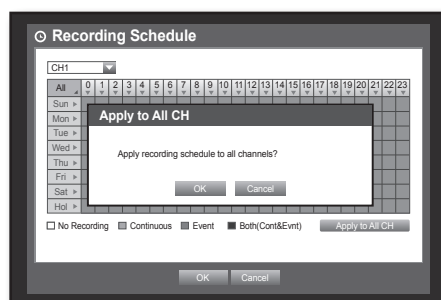 Recording Schedule
CH1
All 0 1 2 3 4 5 6 7 8 9 10 11 12 13 14 15 16 17 18 19 20 21 22 23
Sun
Mon
Tue
Wed
Thu
Fri
Sat
Hol
Apply to All CH
Apply recording schedule to all channels?
OK Cancel
No Recording Continuous Event Both(Cont&Evnt) Apply to All CH
OK Cancel